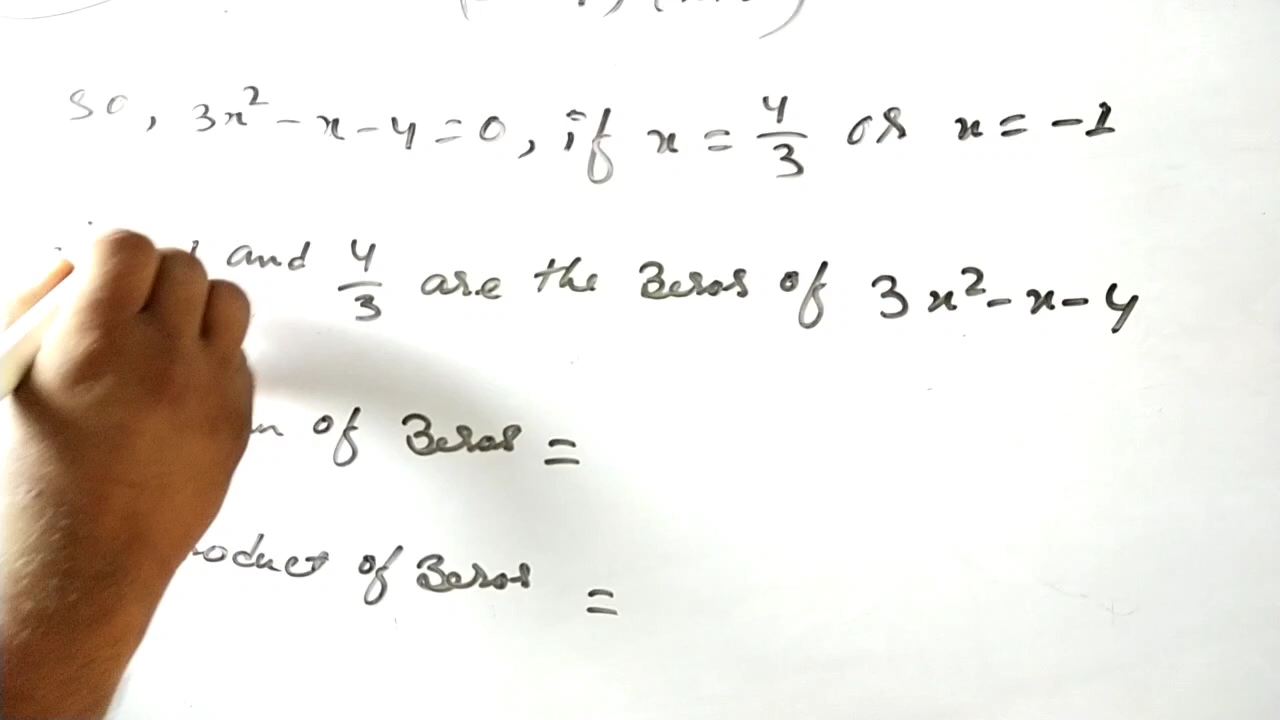 so, 3x² - x - 4 = 0, if x = 4/3 or x = -1
and 4/3 are the zeros of 3x² - x - 4
of zeros =
of zeros =